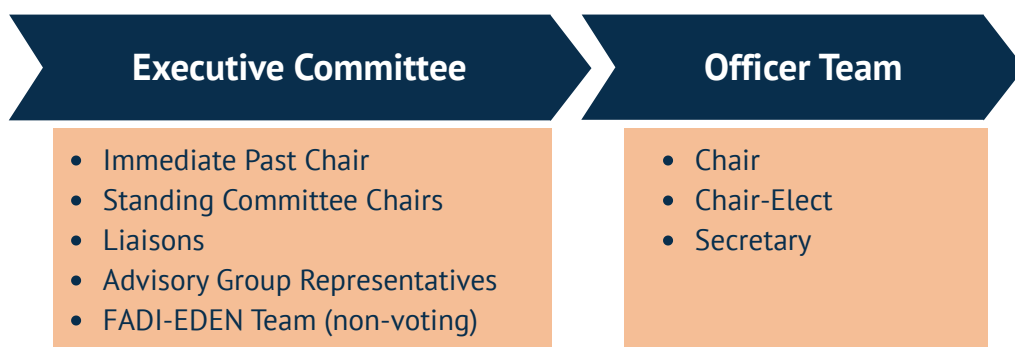 Executive Committee
• Immediate Past Chair
• Standing Committee Chairs
• Liaisons
• Advisory Group Representatives
• FADI-EDEN Team (non-voting)
Officer Team
• Chair
• Chair-Elect
• Secretary